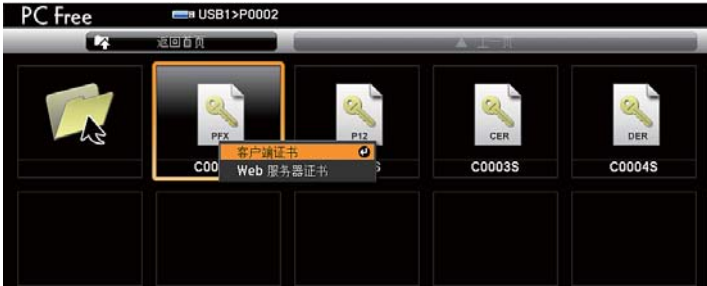 PC Free USB1>P0002
返回首页 上一页
PFX P12 CER DER
客户端证书
C00 S C0003S C0004S
Web 服务器证书